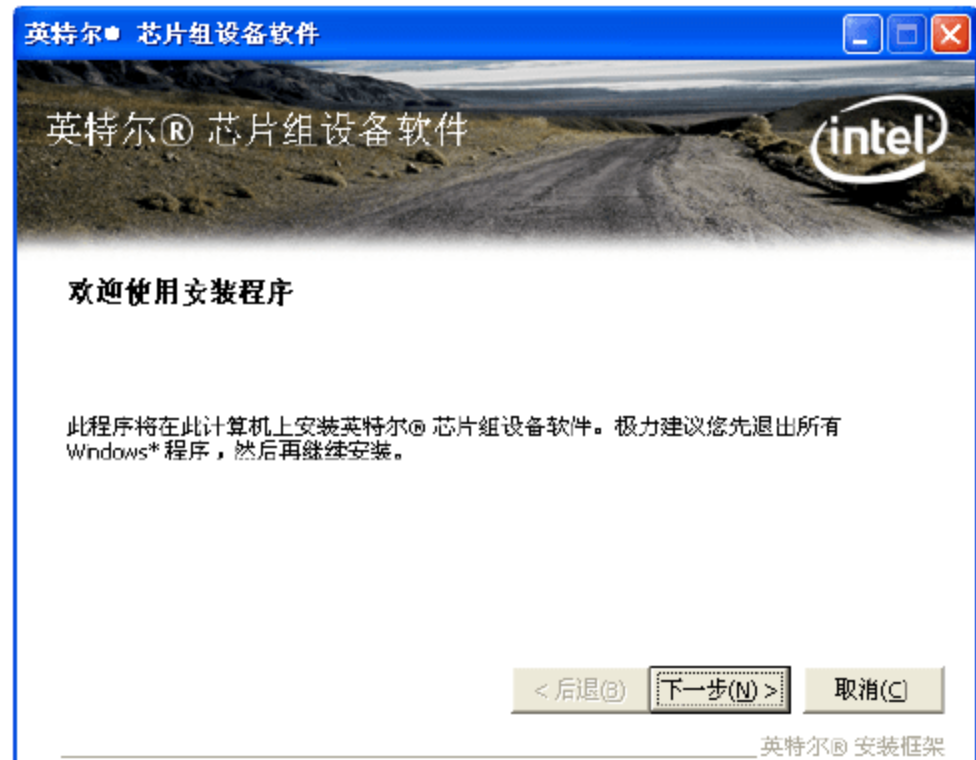 英特尔® 芯片组设备软件
英特尔® 芯片组设备软件
intel
欢迎使用安装程序
此程序将在此计算机上安装英特尔® 芯片组设备软件。极力建议您先退出所有
Windows* 程序，然后再继续安装。
< 后退(B)
下一步(N) >
取消(C)
英特尔® 安装框架